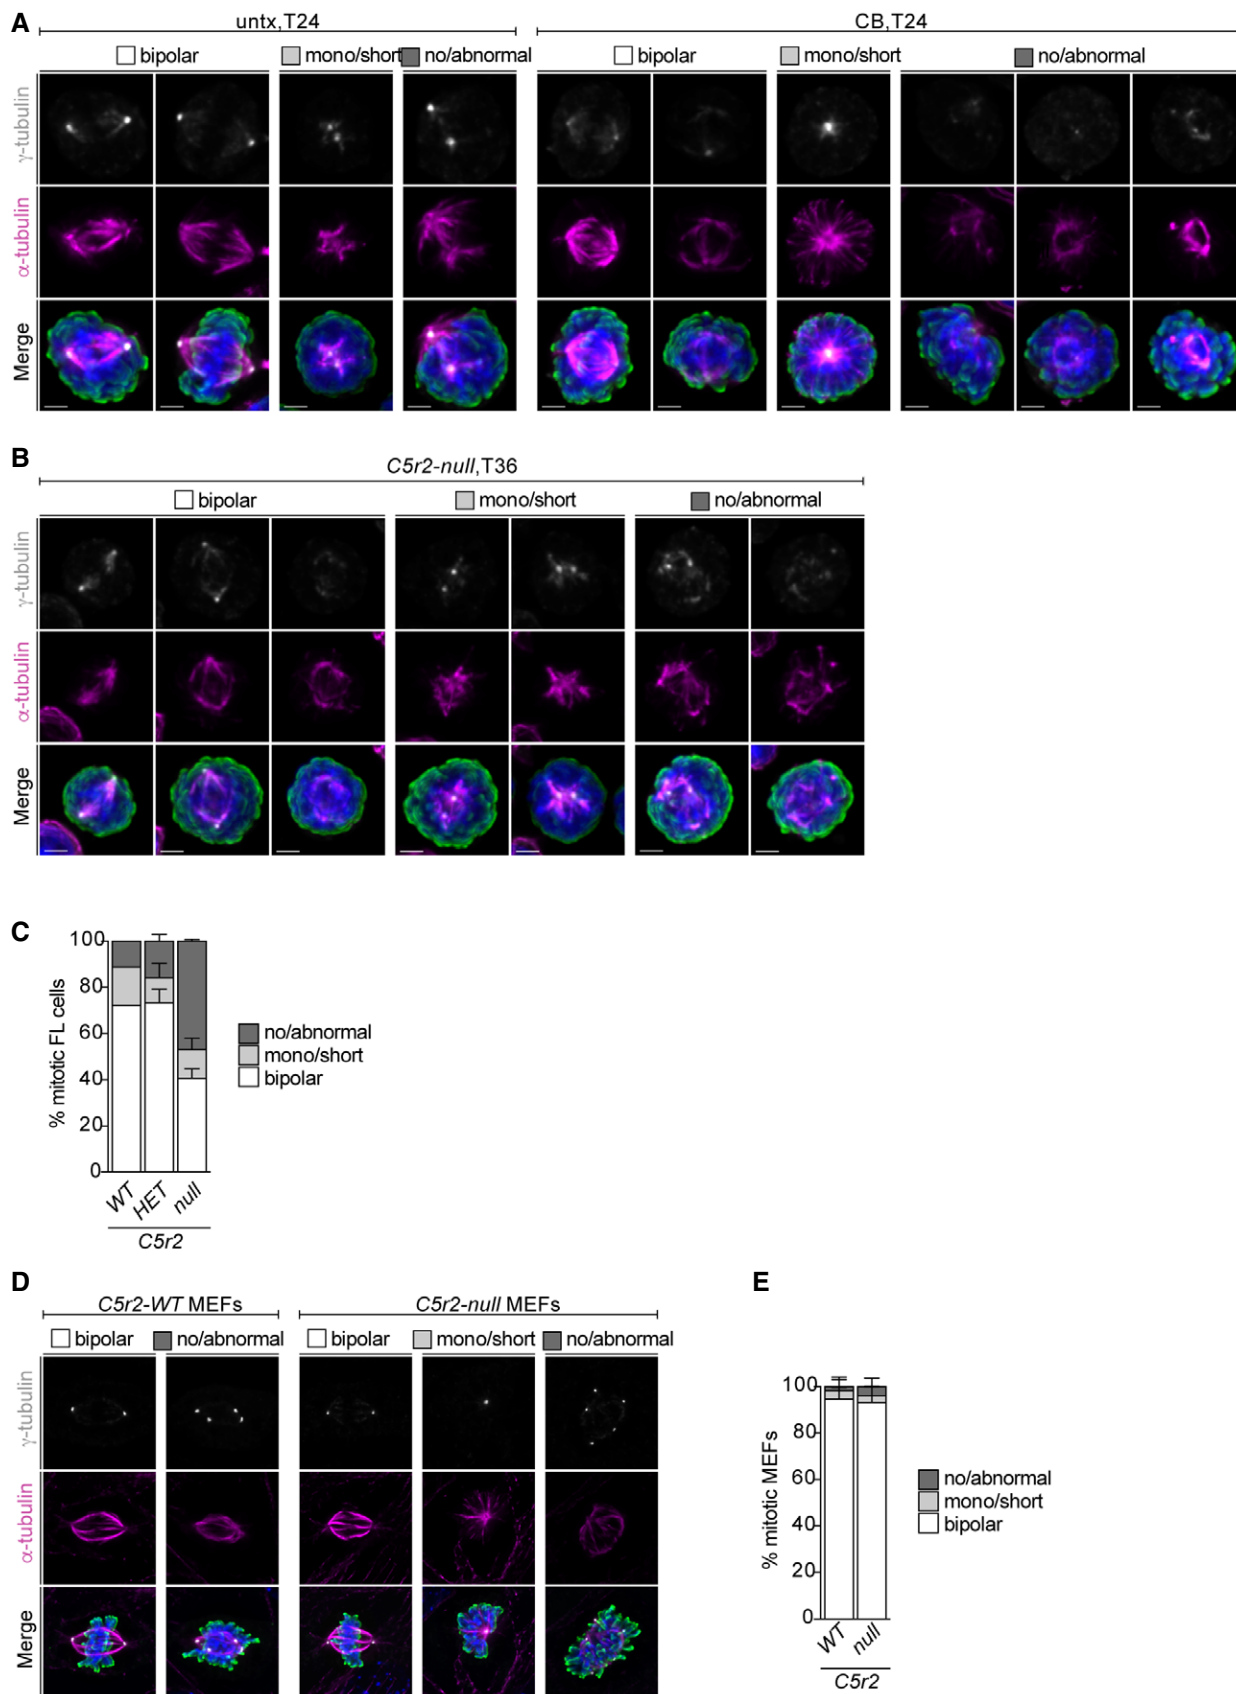 A
untx,T24
CB,T24
bipolar
mono/short
no/abnormal
bipolar
mono/short
no/abnormal
γ-tubulin
α-tubulin
Merge
B
C5r2-null,T36
bipolar
mono/short
no/abnormal
γ-tubulin
α-tubulin
Merge
C
% mitotic FL cells
100
80
60
40
20
0
WT
HET
null
C5r2
no/abnormal
mono/short
bipolar
D
C5r2-WT MEFs
C5r2-null MEFs
bipolar
no/abnormal
bipolar
mono/short
no/abnormal
γ-tubulin
α-tubulin
Merge
E
% mitotic MEFs
100
80
60
40
20
0
WT
null
C5r2
no/abnormal
mono/short
bipolar